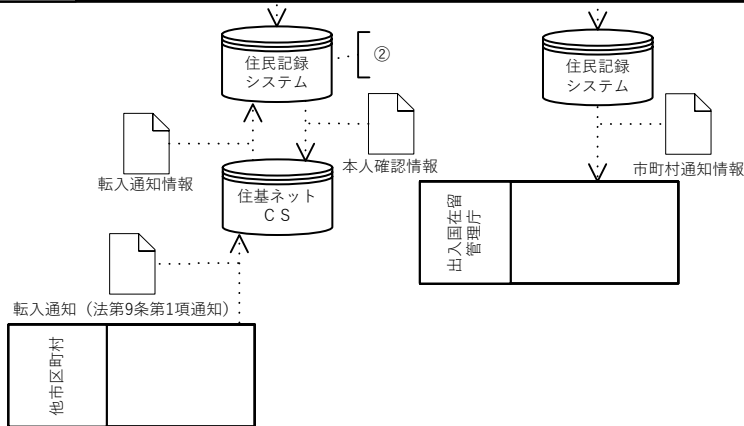 住民記録
システム
②
住民記録
システム
転入通知情報
本人確認情報
市町村通知情報
住基ネット
ＣＳ
出入国在留
管理庁
転入通知（法第9条第1項通知）
他市区町村